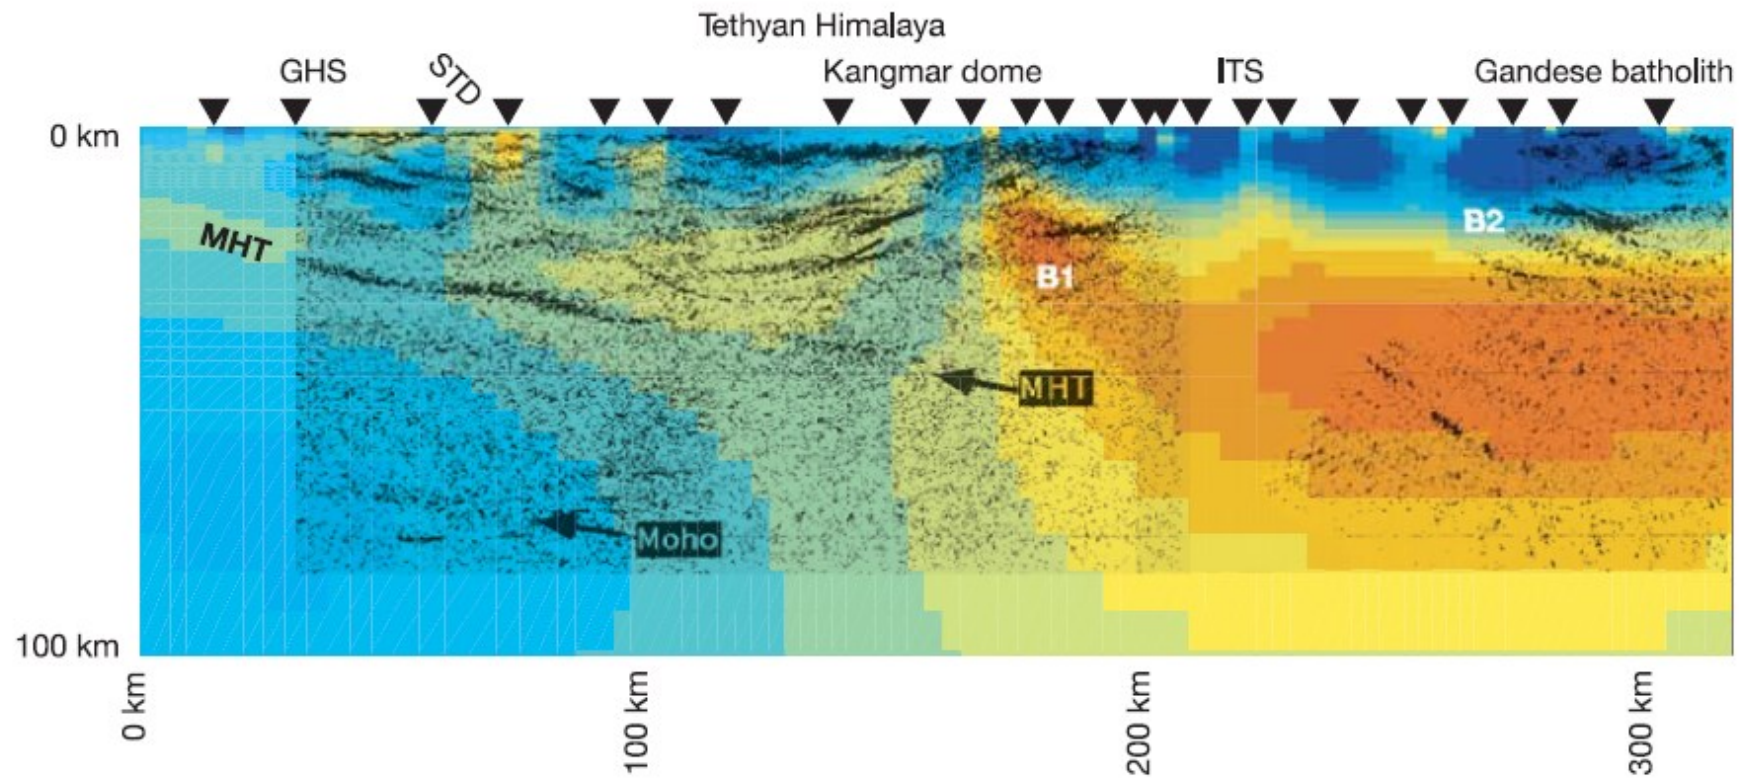 Tethyan Himalaya
GHS
STD
Kangmar dome
ITS
Gandese batholith
0 km
MHT
B2
B1
MHT
Moho
100 km
0 km
100 km
200 km
300 km